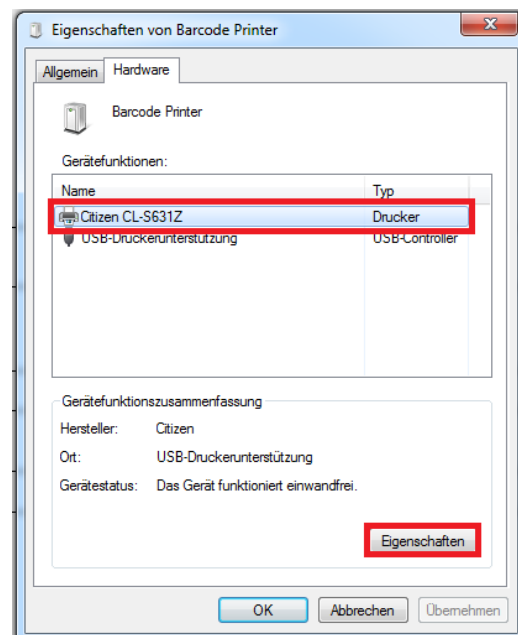 Eigenschaften von Barcode Printer
Allgemein Hardware
Barcode Printer
Gerätefunktionen:
Name Typ
Citizen CL-S631Z Drucker
USB-Druckerunterstützung USB-Controller
Gerätefunktionszusammenfassung
Hersteller: Citizen
Ort: USB-Druckerunterstützung
Gerätestatus: Das Gerät funktioniert einwandfrei.
Eigenschaften
OK Abbrechen Übernehmen